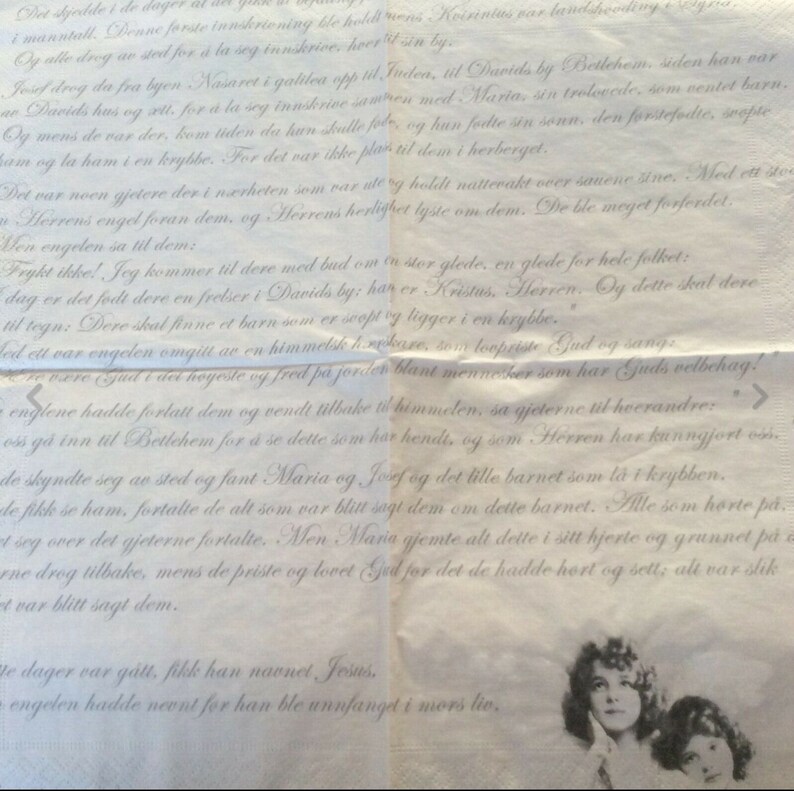 Det skjedde i de dager at det gikk ut befaling
i manntall. Denne første innskrivning ble holdt mens Kvirinius var landshøvding i Syria.
Og alle drog av sted for å la seg innskrive, hver til sin by.
Josef drog da fra byen Nasaret i galilea opp til Judea, til Davids by Betlehem, siden han var
av Davids hus og ætt, for å la seg innskrive sammen med Maria, sin trolovede, som ventet barn.
Og mens de var der, kom tiden da hun skulle føde, og hun fødte sin sønn, den førstefødte, svøpte
ham og la ham i en krybbe. For det var ikke plass til dem i herberget.
Det var noen gjetere der i nærheten som var ute og holdt nattevakt over sauene sine. Med ett sto
Herrens engel foran dem, og Herrens herlighet lyste om dem. De ble meget forferdet.
Men engelen sa til dem:
Frykt ikke! Jeg kommer til dere med bud om en stor glede, en glede for hele folket:
dag er det født dere en frelser i Davids by; han er Kristus, Herren. Og dette skal dere
til tegn: Dere skal finne et barn som er svøpt og ligger i en krybbe.
Med ett var engelen omgitt av en himmelsk hærskare, som lovpriste Gud og sang:
Ære være Gud i det høyeste og fred på jorden blant mennesker som har Guds velbehag!
englene hadde forlatt dem og vendt tilbake til himmelen, sa gjeterne til hverandre:
oss gå inn til Betlehem for å se dette som har hendt, og som Herren har kunngjort oss.
de skyndte seg av sted og fant Maria og Josef og det lille barnet som lå i krybben.
de fikk se ham, fortalte de alt som var blitt sagt dem om dette barnet. Alle som hørte på,
et seg over det gjeterne fortalte. Men Maria gjemte alt dette i sitt hjerte og grunnet på d
rne drog tilbake, mens de priste og lovet Gud for det de hadde hørt og sett; alt var slik
et var blitt sagt dem.
te dager var gått, fikk han navnet Jesus,
engelen hadde nevnt før han ble unnfanget i mors liv.